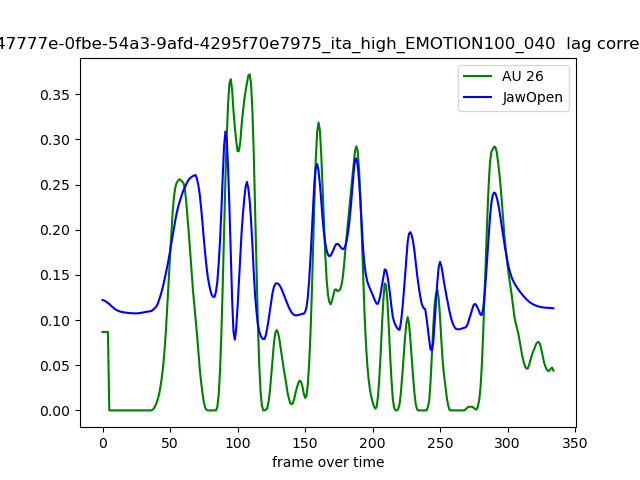 47777e-0fbe-54a3-9afd-4295f70e7975_ita_high_EMOTION100_040  lag corre
AU 26
JawOpen
0.35
0.30
0.25
0.20
0.15
0.10
0.05
0.00
0 50 100 150 200 250 300 350
frame over time